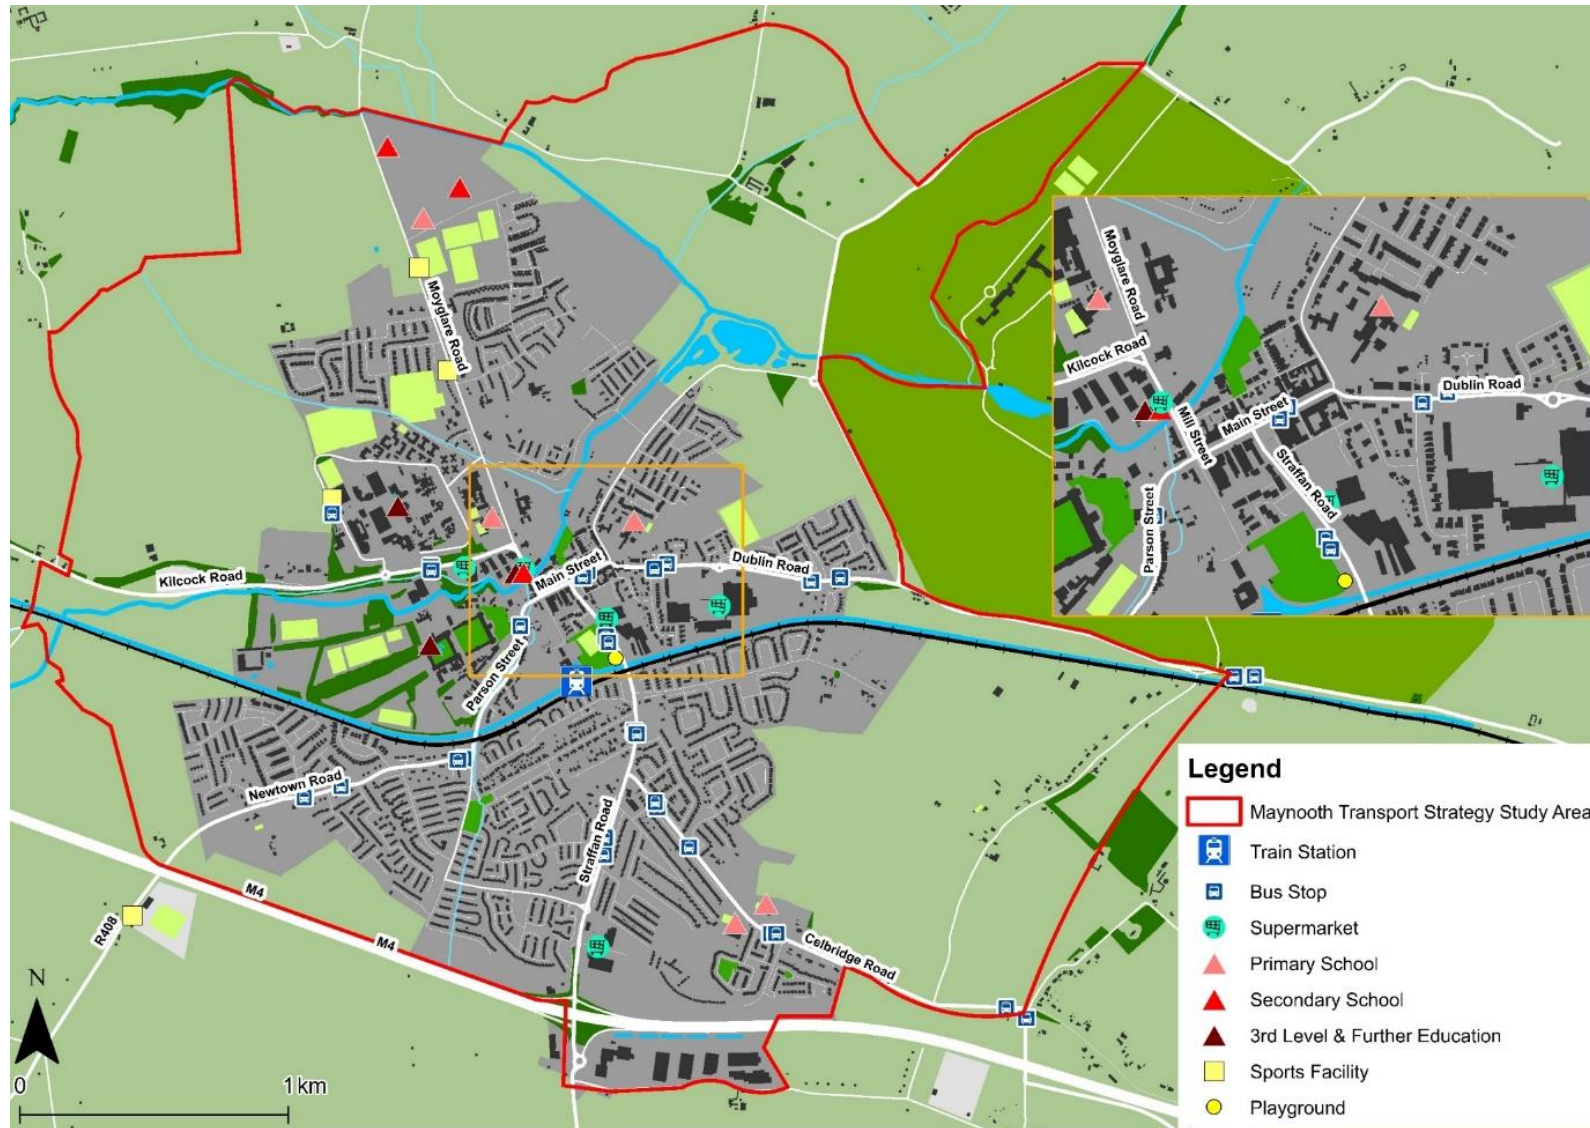 Moyglare Road
Kilcock Road
Main Street
Dublin Road
Parson Street
Newtown Road
Straffan Road
Celbridge Road
M4
M4
R408
Moyglare Road
Kilcock Road
Mill Street
Main Street
Dublin Road
Straffan Road
Parson Street
N
0 1 km
Legend
Maynooth Transport Strategy Study Area
Train Station
Bus Stop
Supermarket
Primary School
Secondary School
3rd Level & Further Education
Sports Facility
Playground